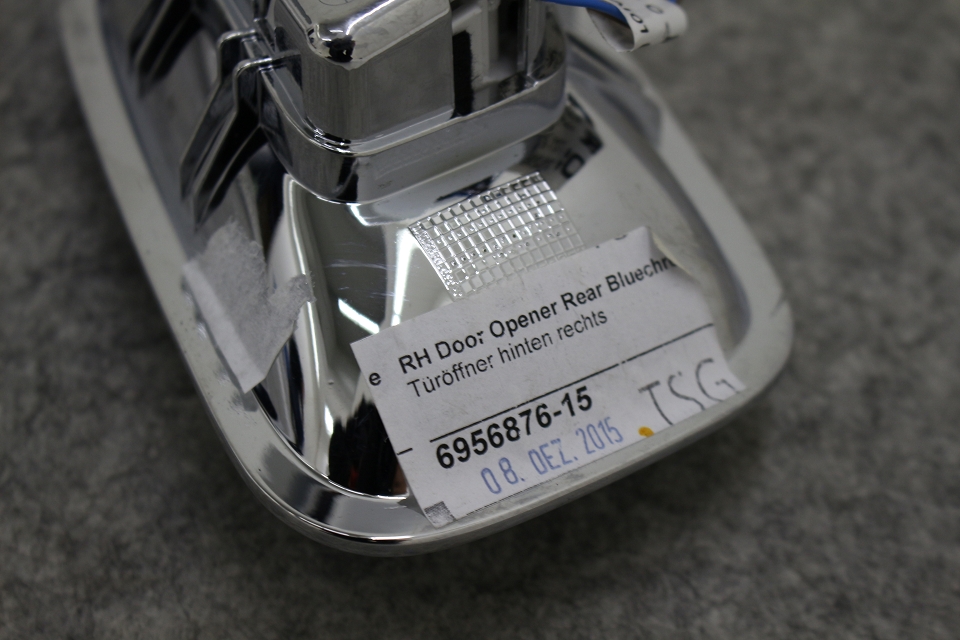 e RH Door Opener Rear Bluechr
Türöffner hinten rechts
6956876-15
08. DEZ. 2015
TSG